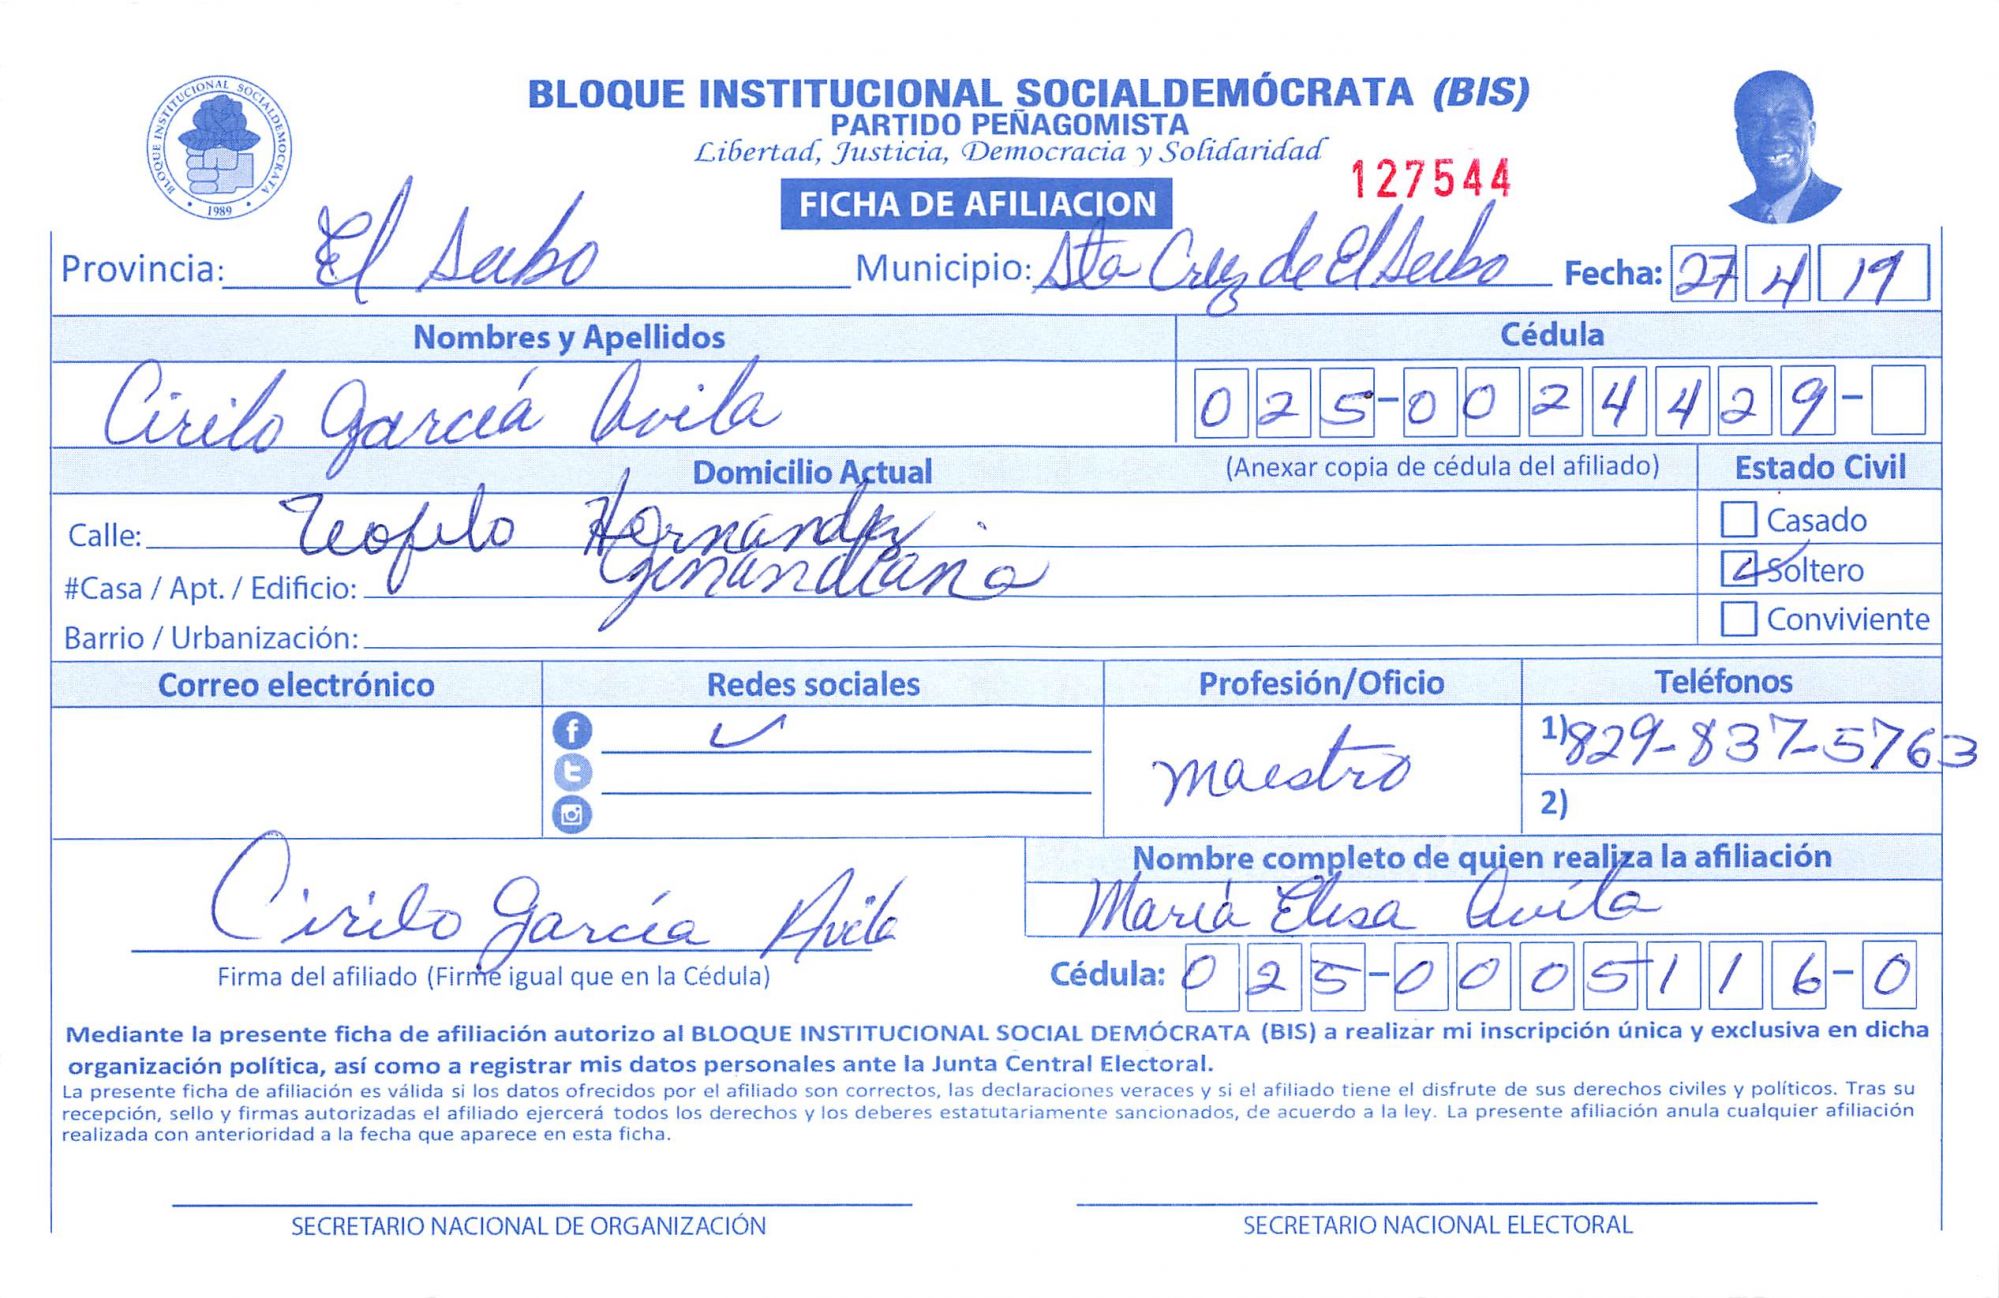 BLOQUE INSTITUCIONAL SOCIALDEMÓCRATA (BIS)
PARTIDO PEÑAGOMISTA
Libertad, Justicia, Democracia y Solidaridad
127544
BLOQUE INSTITUCIONAL SOCIALDEMOCRATA
• 1989 •
FICHA DE AFILIACION
Provincia: El Seibo Municipio: Sta Cruz de El Seibo Fecha: 27 4 19
Nombres y Apellidos Cédula
Cirilo García Avila 025-0024429-
Domicilio Actual (Anexar copia de cédula del afiliado) Estado Civil
Calle: Teofilo Hernandez Casado
#Casa / Apt. / Edificio: Soltero
Barrio / Urbanización: Conviviente
Correo electrónico Redes sociales Profesión/Oficio Teléfonos
maestro 1) 829-837-5763
2)
Nombre completo de quien realiza la afiliación
Cirilo García Avila María Elisa Avila
Firma del afiliado (Firme igual que en la Cédula) Cédula: 025-0005116-0
Mediante la presente ficha de afiliación autorizo al BLOQUE INSTITUCIONAL SOCIAL DEMÓCRATA (BIS) a realizar mi inscripción única y exclusiva en dicha
organización política, así como a registrar mis datos personales ante la Junta Central Electoral.
La presente ficha de afiliación es válida si los datos ofrecidos por el afiliado son correctos, las declaraciones veraces y si el afiliado tiene el disfrute de sus derechos civiles y políticos. Tras su
recepción, sello y firmas autorizadas el afiliado ejercerá todos los derechos y los deberes estatutariamente sancionados, de acuerdo a la ley. La presente afiliación anula cualquier afiliación
realizada con anterioridad a la fecha que aparece en esta ficha.
SECRETARIO NACIONAL DE ORGANIZACIÓN SECRETARIO NACIONAL ELECTORAL